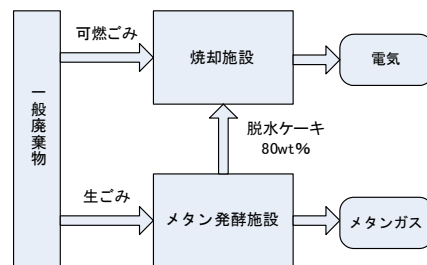 可燃ごみ
焼却施設
電気
一般廃棄物
脱水ケーキ
80wt%
生ごみ
メタン発酵施設
メタンガス